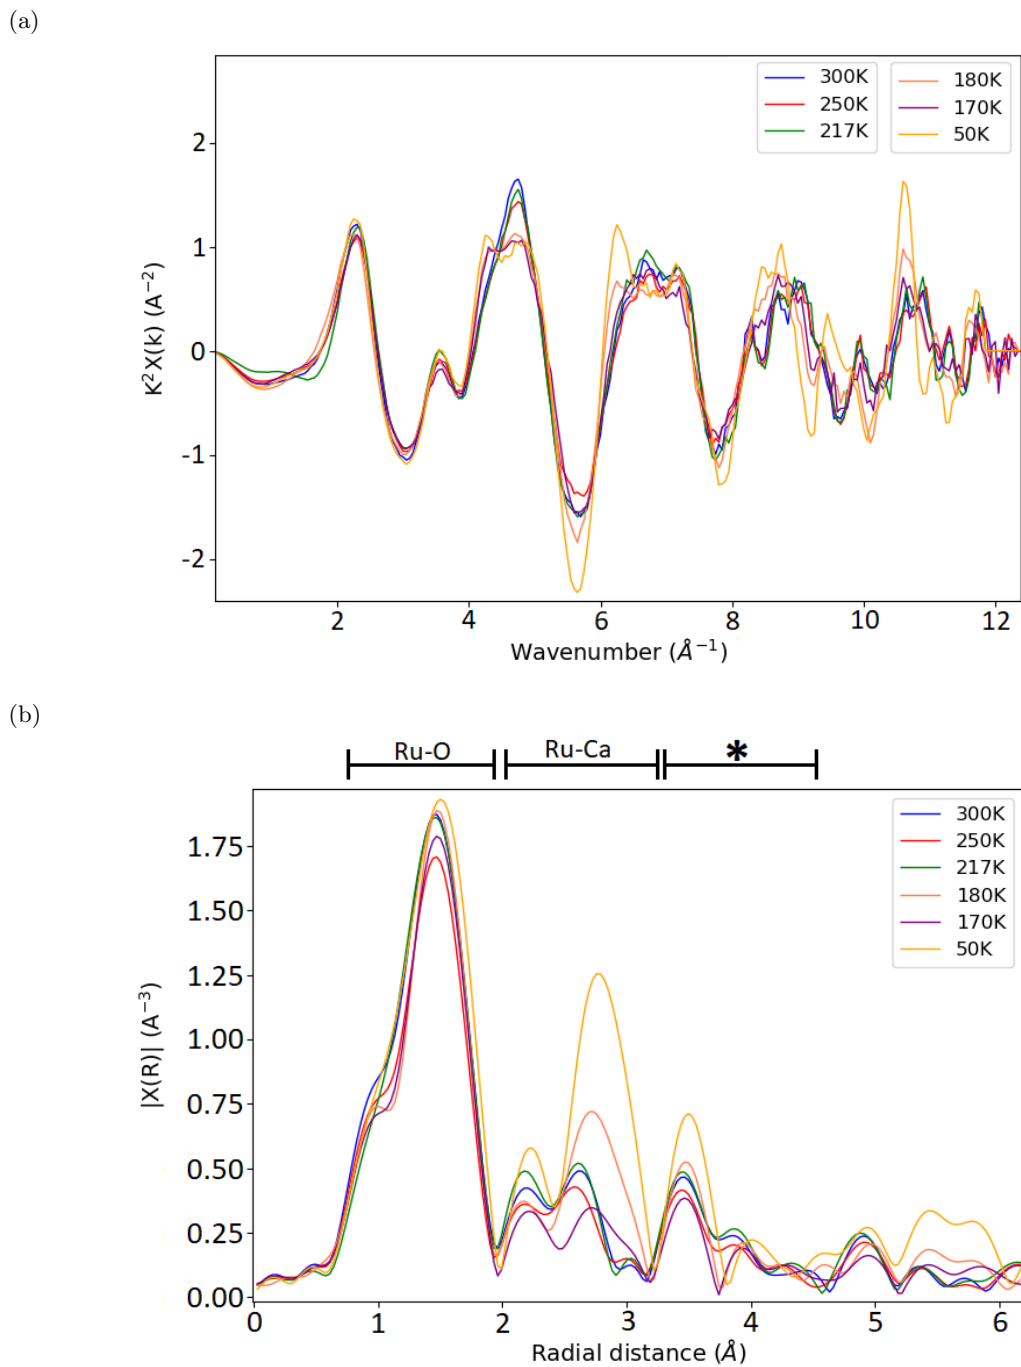 (a)
300K
250K
217K
180K
170K
50K
2
1
0
-1
-2
K²X(k) (A⁻²)
2 4 6 8 10 12
Wavenumber (Å⁻¹)
(b)
Ru-O Ru-Ca *
300K
250K
217K
180K
170K
50K
1.75
1.50
1.25
1.00
0.75
0.50
0.25
0.00
|X(R)| (A⁻³)
0 1 2 3 4 5 6
Radial distance (Å)